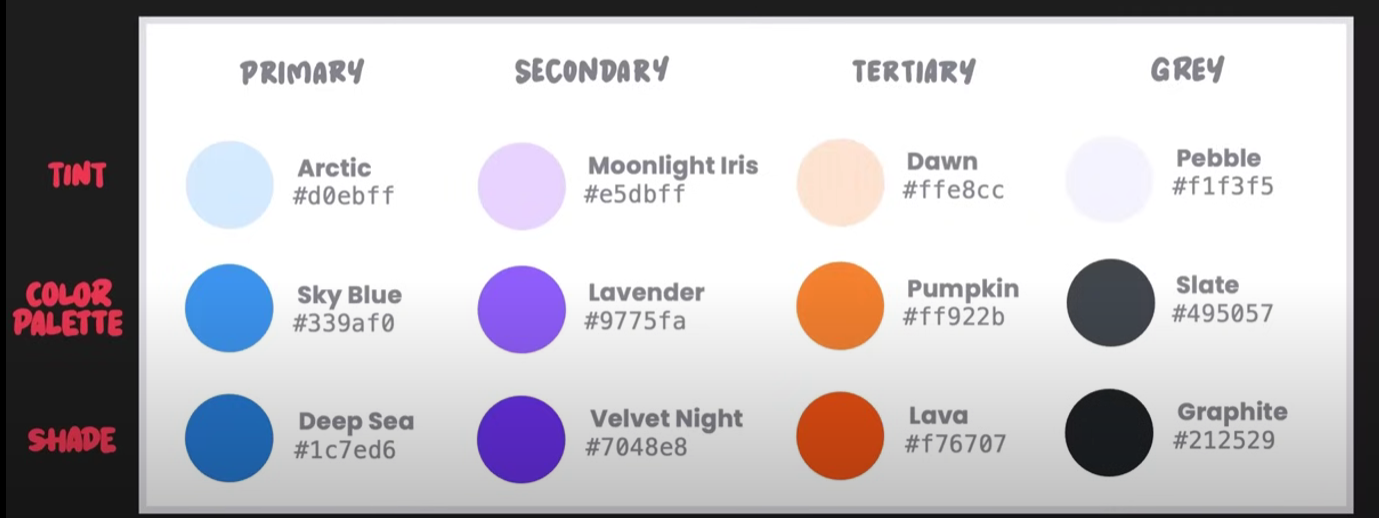 PRIMARY SECONDARY TERTIARY GREY
TINT
Arctic
#d0ebff
Moonlight Iris
#e5dbff
Dawn
#ffe8cc
Pebble
#f1f3f5
COLOR
PALETTE
Sky Blue
#339af0
Lavender
#9775fa
Pumpkin
#ff922b
Slate
#495057
SHADE
Deep Sea
#1c7ed6
Velvet Night
#7048e8
Lava
#f76707
Graphite
#212529